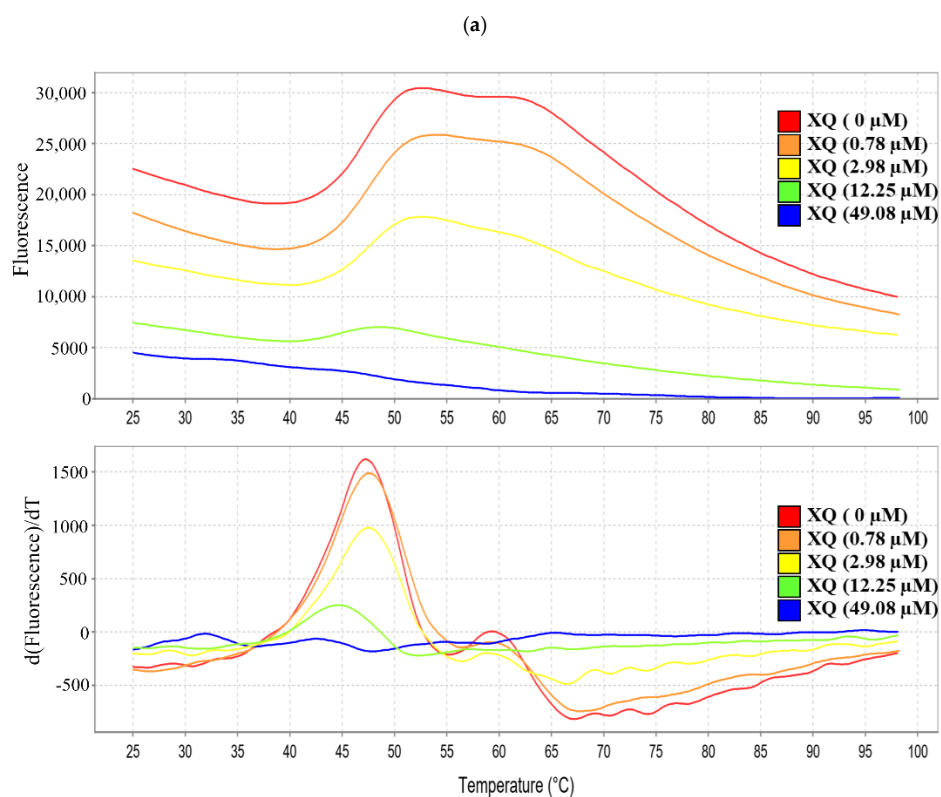 (a)
Fluorescence
30,000
25,000
20,000
15,000
10,000
5000
0
XQ ( 0 µM)
XQ (0.78 µM)
XQ (2.98 µM)
XQ (12.25 µM)
XQ (49.08 µM)
25 30 35 40 45 50 55 60 65 70 75 80 85 90 95 100
d(Fluorescence)/dT
1500
1000
500
0
−500
XQ ( 0 µM)
XQ (0.78 µM)
XQ (2.98 µM)
XQ (12.25 µM)
XQ (49.08 µM)
25 30 35 40 45 50 55 60 65 70 75 80 85 90 95 100
Temperature (°C)